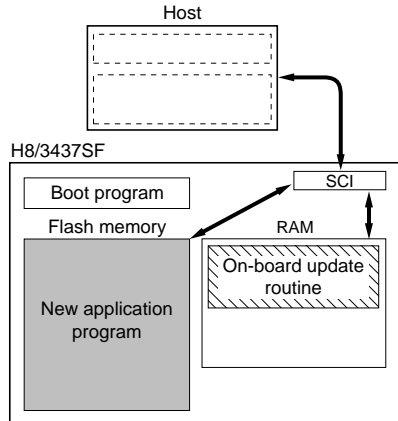 Host
H8/3437SF
SCI
Boot program
Flash memory
RAM
On-board update
routine
New application
program